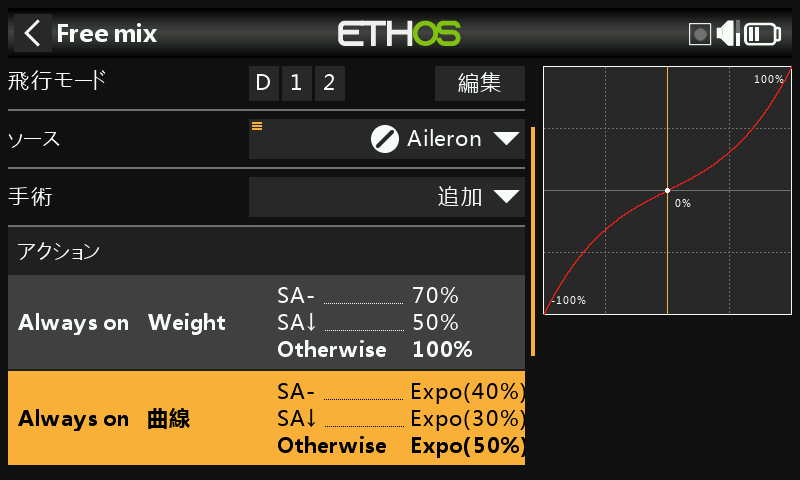 Free mix
ETHOS
飛行モード D 1 2 編集
ソース Aileron
手術 追加
アクション
Always on Weight
SA- 70%
SA↓ 50%
Otherwise 100%
Always on 曲線
SA- Expo(40%)
SA↓ Expo(30%)
Otherwise Expo(50%)
100%
0%
-100%